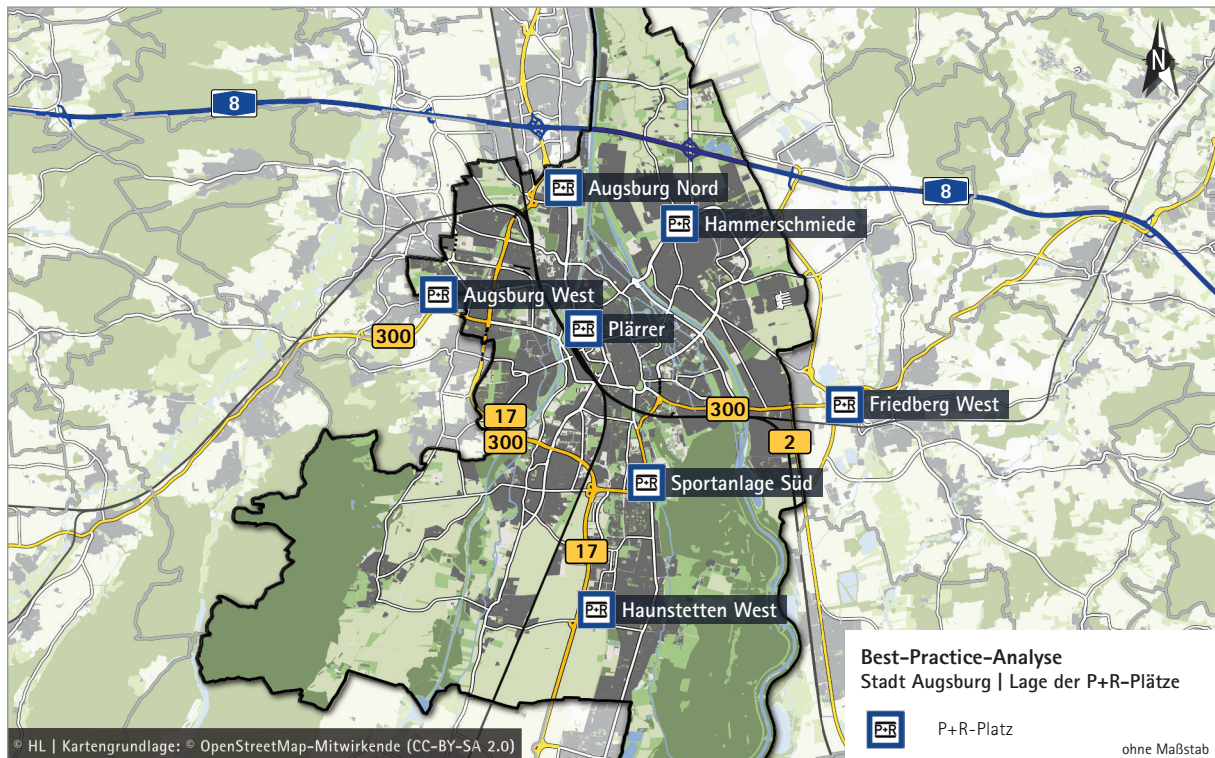 N
8
P+R Augsburg Nord
8
P+R Hammerschmiede
P+R Augsburg West
P+R Plärrer
300
P+R Friedberg West
17
300
300
2
P+R Sportanlage Süd
17
P+R Haunstetten West
Best-Practice-Analyse
Stadt Augsburg | Lage der P+R-Plätze
P+R P+R-Platz
ohne Maßstab
© HL | Kartengrundlage: © OpenStreetMap-Mitwirkende (CC-BY-SA 2.0)